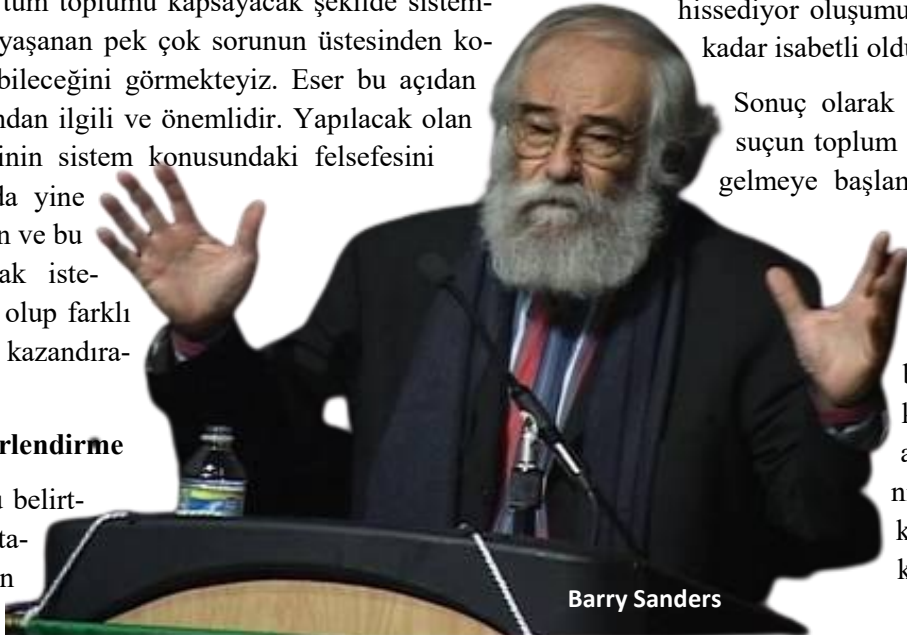 tüm toplumu kapsayacak şekilde sistem-
yaşanan pek çok sorunun üstesinden ko-
bileceğini görmekteyiz. Eser bu açıdan
ndan ilgili ve önemlidir. Yapılacak olan
inin sistem konusundaki felsefesini
da yine
n ve bu
ak iste-
olup farklı
kazandıra-
rlendirme
belirt-
ta-
n
hissediyor oluşumu
kadar isabetli oldu
Sonuç olarak
suçun toplum
gelmeye başlan
Barry Sanders